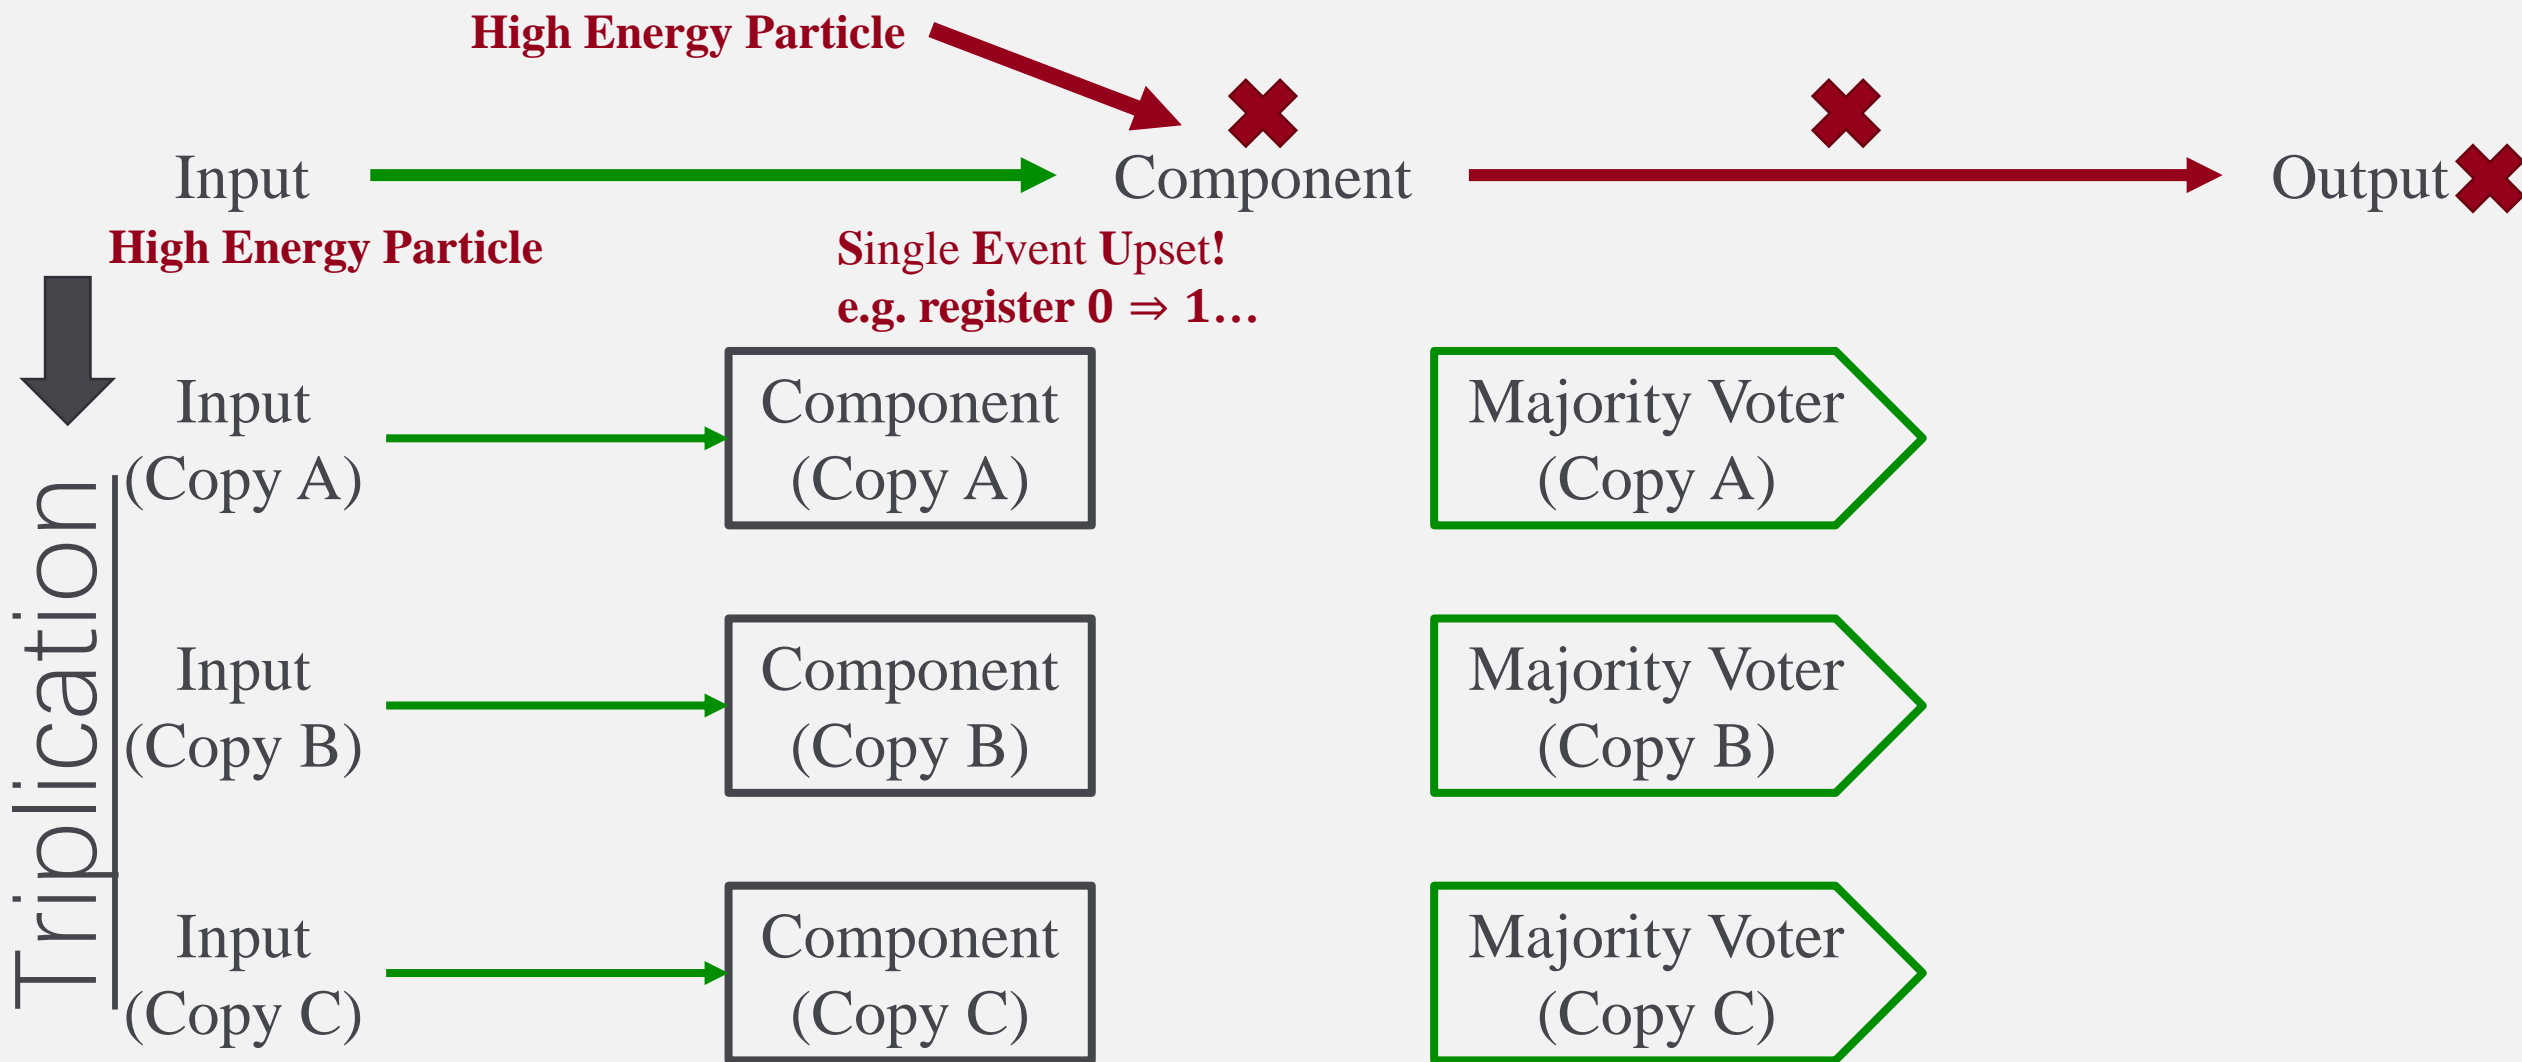 High Energy Particle
Input
Component
Output
High Energy Particle
Single Event Upset!
e.g. register 0 ⇒ 1…
Triplication
Input
(Copy A)
Component
(Copy A)
Majority Voter
(Copy A)
Input
(Copy B)
Component
(Copy B)
Majority Voter
(Copy B)
Input
(Copy C)
Component
(Copy C)
Majority Voter
(Copy C)